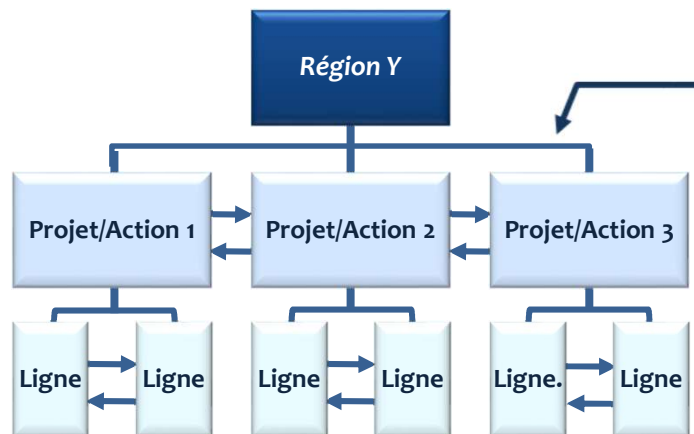 Région Y
Projet/Action 1
Projet/Action 2
Projet/Action 3
Ligne
Ligne
Ligne
Ligne
Ligne.
Ligne